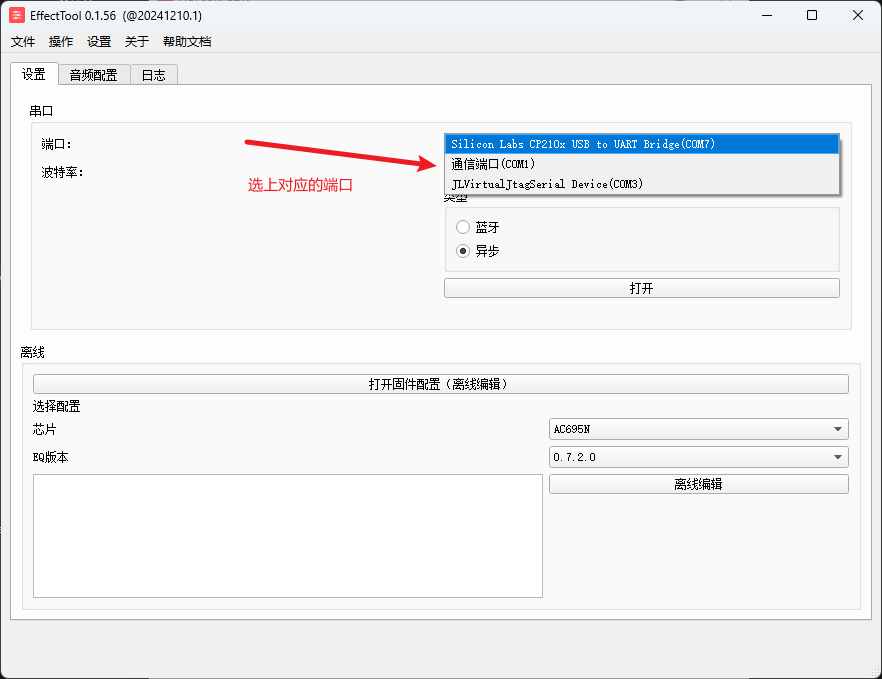 EffectTool 0.1.56 (@20241210.1)
文件 操作 设置 关于 帮助文档
设置 音频配置 日志
串口
端口：
Silicon Labs CP210x USB to UART Bridge(COM7)
通信端口(COM1)
波特率：
JLVirtualJtagSerial Device(COM3)
选上对应的端口
类型
蓝牙
异步
打开
离线
打开固件配置（离线编辑）
选择配置
芯片
AC695N
EQ版本
0.7.2.0
离线编辑